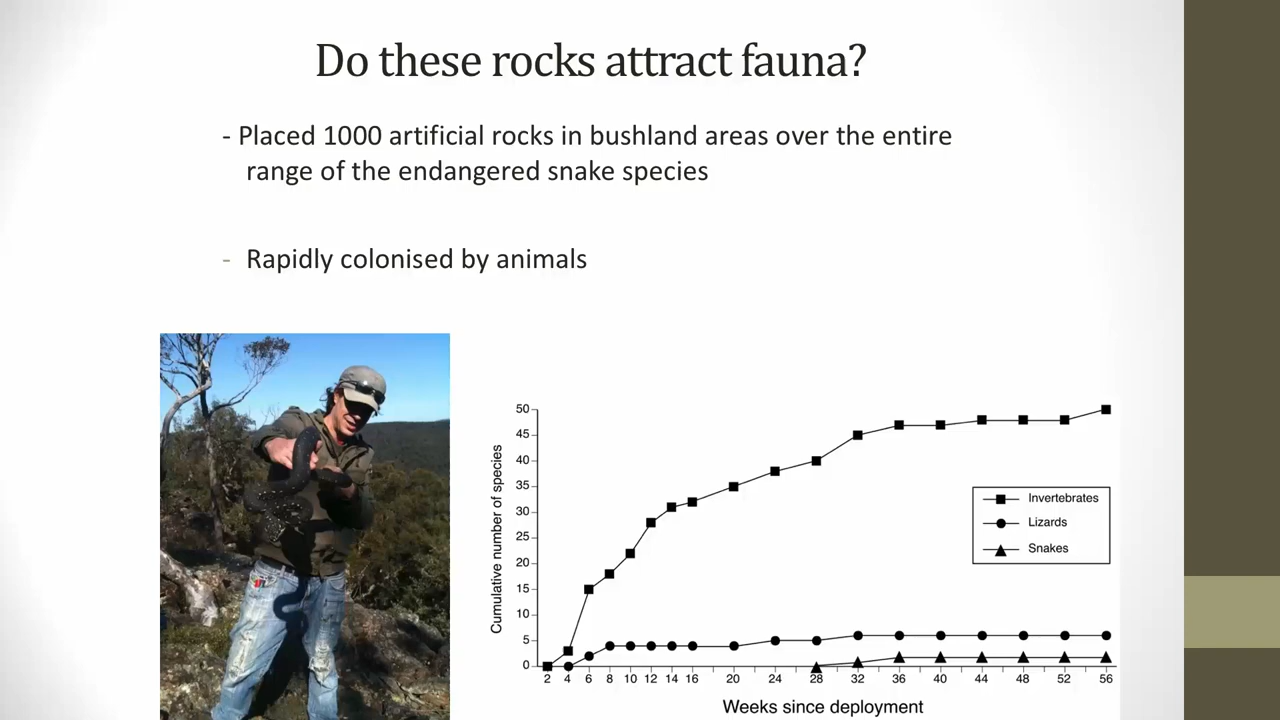 Do these rocks attract fauna?
- Placed 1000 artificial rocks in bushland areas over the entire
range of the endangered snake species
- Rapidly colonised by animals
50
45
40
35
30
25
20
15
10
5
0
Cumulative number of species
Invertebrates
Lizards
Snakes
2 4 6 8 10 12 14 16 20 24 28 32 36 40 44 48 52 56
Weeks since deployment